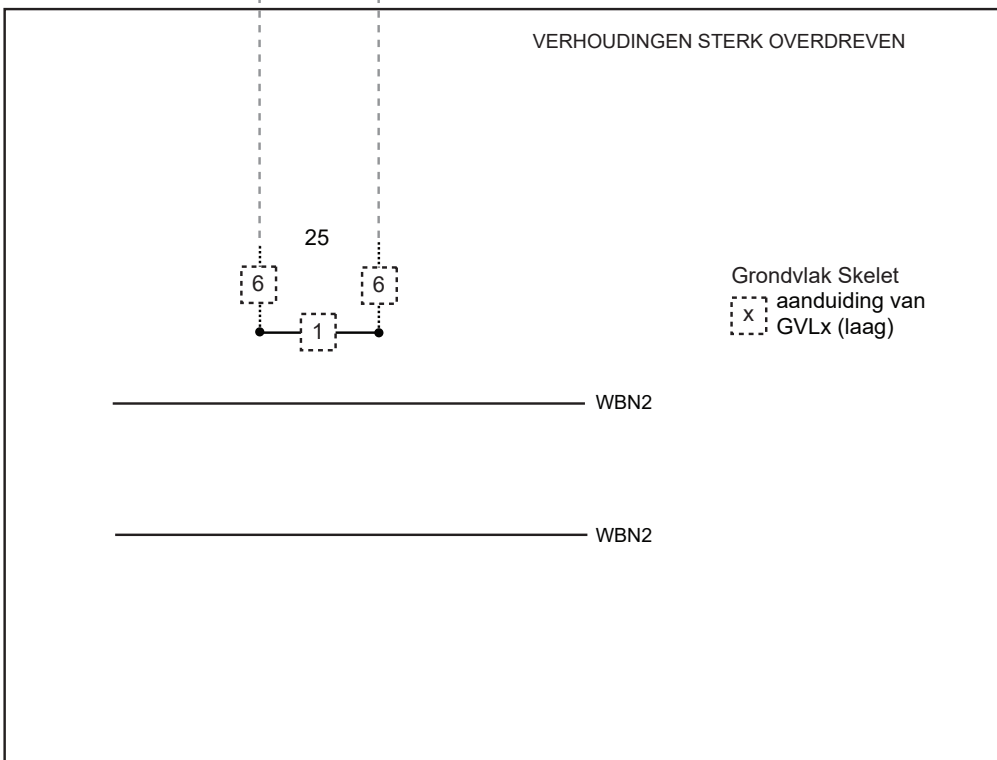 VERHOUDINGEN STERK OVERDREVEN
25
6
6
1
Grondvlak Skelet
x
aanduiding van
GVLx (laag)
WBN2
WBN2